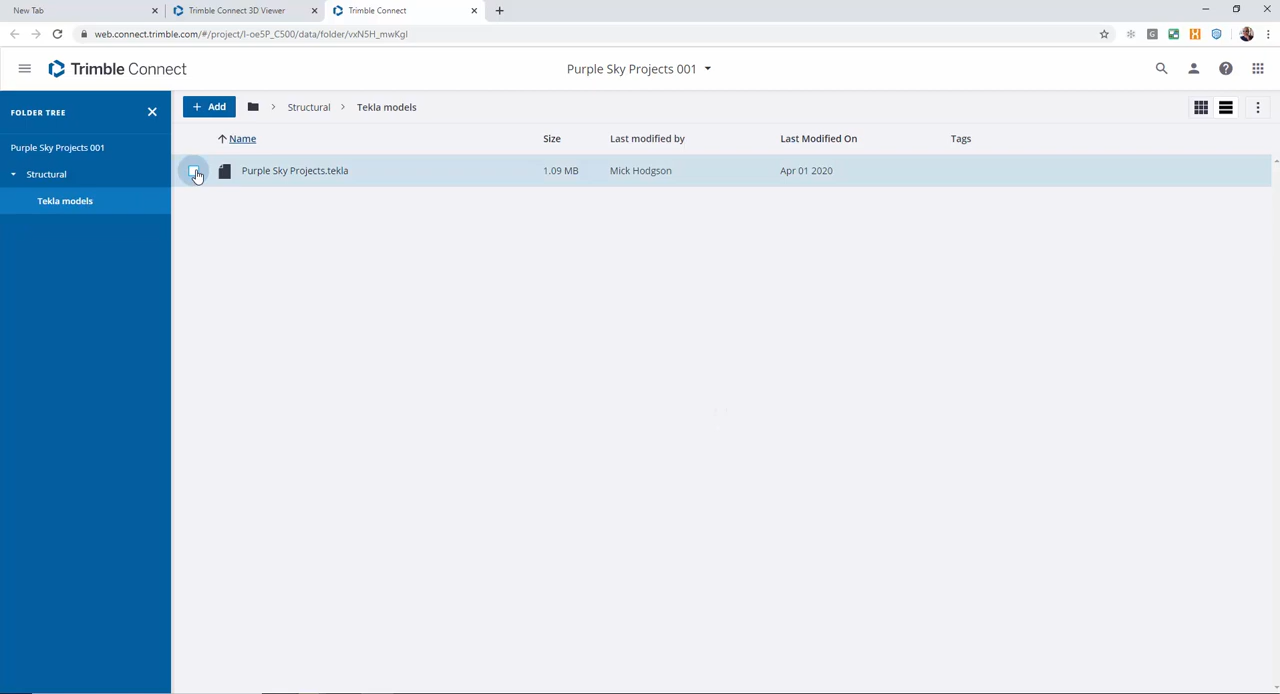 New Tab
Trimble Connect 3D Viewer
Trimble Connect
web.connect.trimble.com/#/project/l-oe5P_C500/data/folder/vxN5H_mwKgI
Trimble Connect
Purple Sky Projects 001
FOLDER TREE
+ Add
Structural
Tekla models
Name
Size
Last modified by
Last Modified On
Tags
Purple Sky Projects 001
Structural
Tekla models
Purple Sky Projects.tekla
1.09 MB
Mick Hodgson
Apr 01 2020